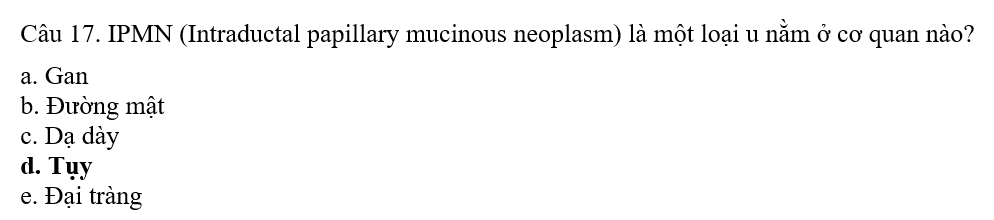 Câu 17. IPMN (Intraductal papillary mucinous neoplasm) là một loại u nằm ở cơ quan nào?
a. Gan
b. Đường mật
c. Dạ dày
d. Tụy
e. Đại tràng